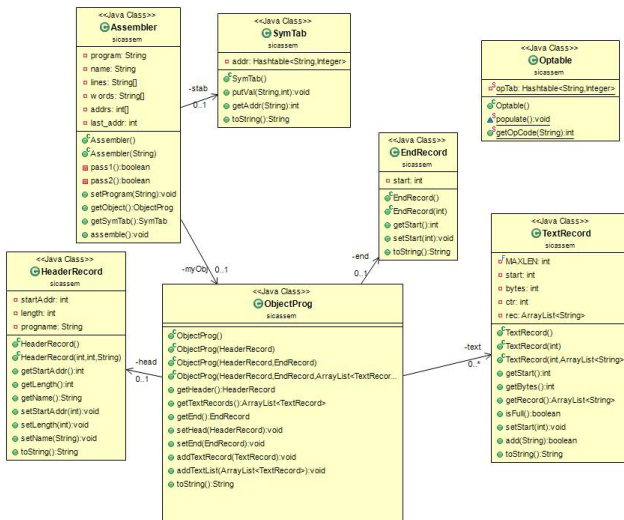 <<Java Class>>
Assembler
sicassem
program: String
name: String
lines: String[]
words: String[]
addrs: int[]
last_addr: int
Assembler()
Assembler(String)
pass1():boolean
pass2():boolean
setProgram(String):void
getObject():ObjectProg
getSymTab():SymTab
assemble():void
-stab
0..1
<<Java Class>>
SymTab
sicassem
addr: Hashtable<String,Integer>
SymTab()
putVal(String,int):void
getAddr(String):int
toString():String
<<Java Class>>
Optable
sicassem
opTab: Hashtable<String,Integer>
Optable()
populate():void
getOpCode(String):int
<<Java Class>>
EndRecord
sicassem
start: int
EndRecord()
EndRecord(int)
getStart():int
setStart(int):void
toString():String
-end
0..1
-myObj
0..1
<<Java Class>>
HeaderRecord
sicassem
startAddr: int
length: int
progname: String
HeaderRecord()
HeaderRecord(int,int,String)
getStartAddr():int
getLength():int
getName():String
setStartAddr(int):void
setLength(int):void
setName(String):void
toString():String
-head
0..1
<<Java Class>>
ObjectProg
sicassem
ObjectProg()
ObjectProg(HeaderRecord)
ObjectProg(HeaderRecord,EndRecord)
ObjectProg(HeaderRecord,EndRecord,ArrayList<TextRecor...
getHeader():HeaderRecord
getTextRecords():ArrayList<TextRecord>
getEnd():EndRecord
setHead(HeaderRecord):void
setEnd(EndRecord):void
addTextRecord(TextRecord):void
addTextList(ArrayList<TextRecord>):void
toString():String
-text
0..*
<<Java Class>>
TextRecord
sicassem
MAXLEN: int
start: int
bytes: int
ctr: int
rec: ArrayList<String>
TextRecord()
TextRecord(int)
TextRecord(int,ArrayList<String>)
getStart():int
getBytes():int
getRecord():ArrayList<String>
isFull():boolean
setStart(int):void
add(String):boolean
toString():String